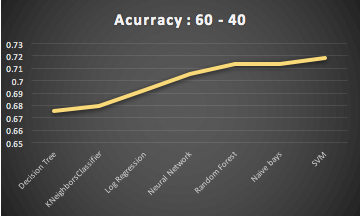 Acurracy : 60 - 40
0.73
0.72
0.71
0.7
0.69
0.68
0.67
0.66
0.65
Decision Tree
KNeighborsClassifier
Log Regression
Neural Network
Random Forest
Naive bays
SVM